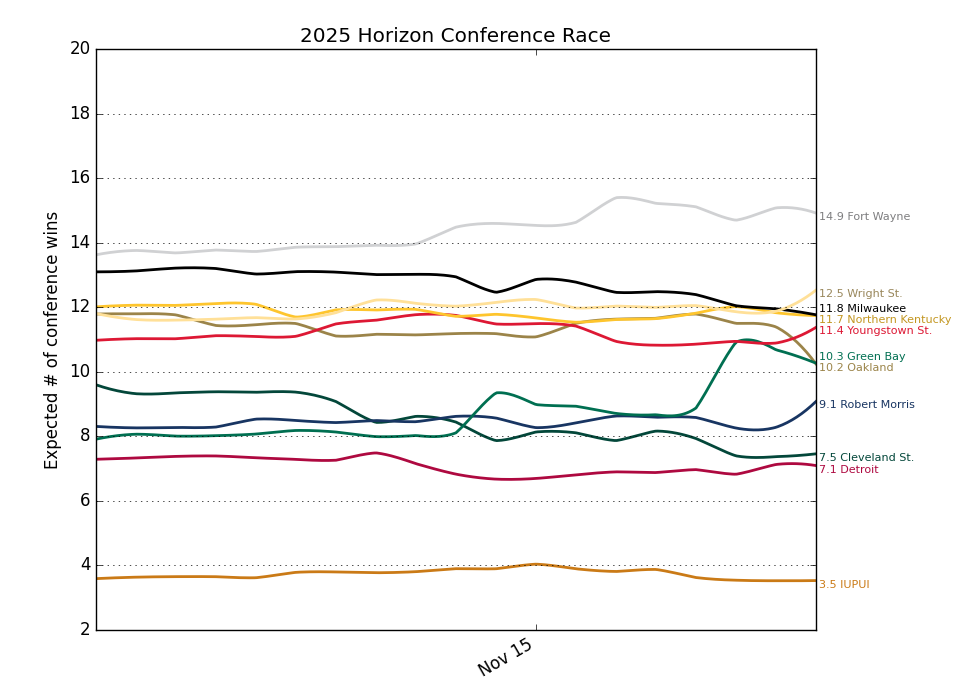 2025 Horizon Conference Race
Expected # of conference wins
20
18
16
14
12
10
8
6
4
2
Nov 15
14.9 Fort Wayne
12.5 Wright St.
11.8 Milwaukee
11.7 Northern Kentucky
11.4 Youngstown St.
10.3 Green Bay
10.2 Oakland
9.1 Robert Morris
7.5 Cleveland St.
7.1 Detroit
3.5 IUPUI